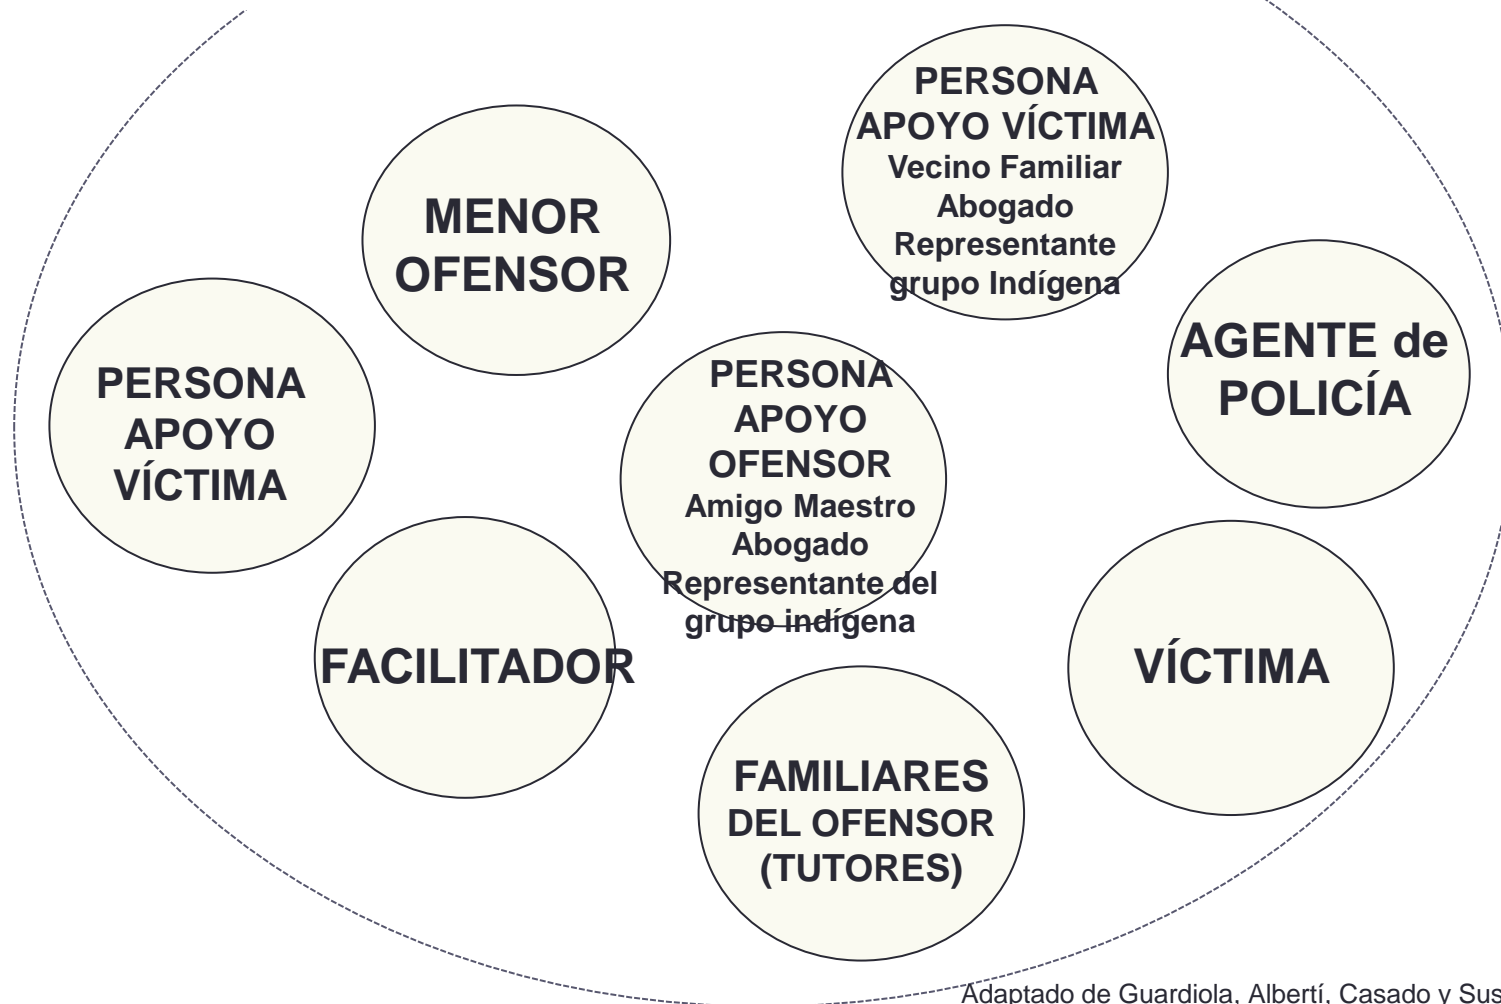 PERSONA
APOYO VÍCTIMA
Vecino Familiar
Abogado
Representante
grupo Indígena
MENOR
OFENSOR
AGENTE de
POLICÍA
PERSONA
APOYO
VÍCTIMA
PERSONA
APOYO
OFENSOR
Amigo Maestro
Abogado
Representante del
grupo indígena
FACILITADOR
VÍCTIMA
FAMILIARES
DEL OFENSOR
(TUTORES)
Adaptado de Guardiola, Albertí, Casado y Sus